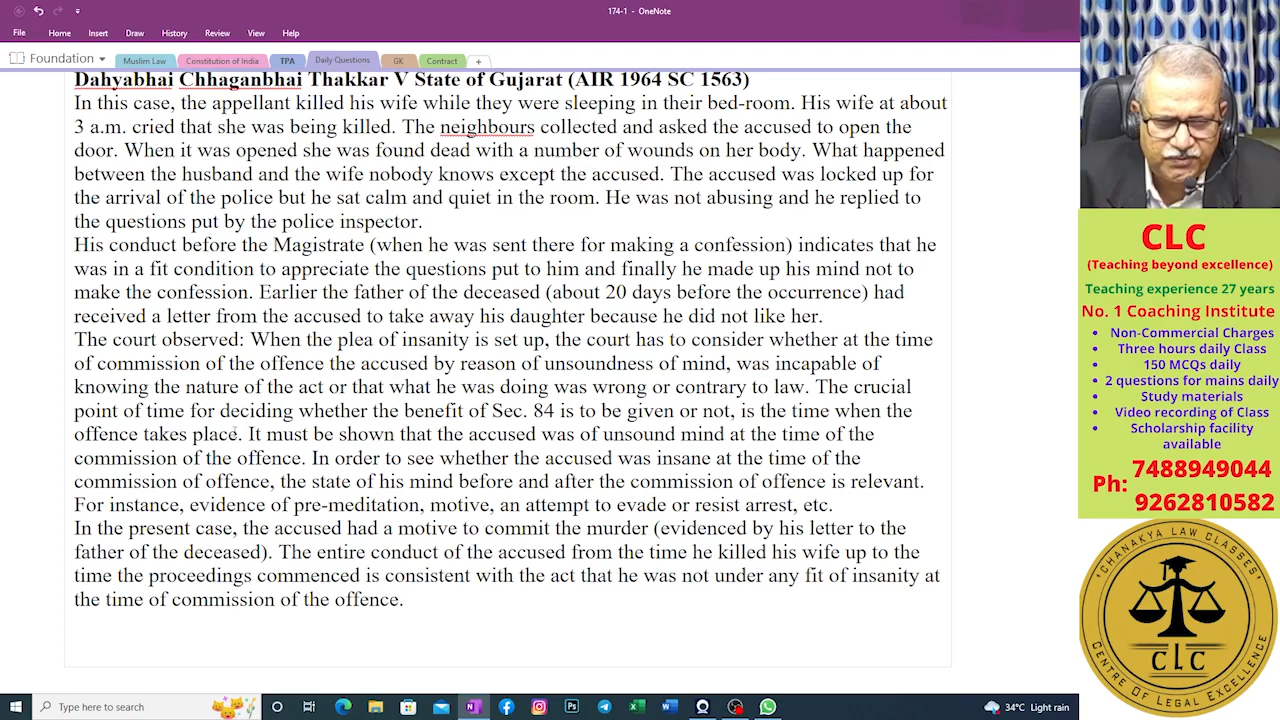 174-1 - OneNote
File Home Insert Draw History Review View Help
Foundation Muslim Law Constitution of India TPA Daily Questions GK Contract +
Dahyabhai Chhaganbhai Thakkar V State of Gujarat (AIR 1964 SC 1563)
In this case, the appellant killed his wife while they were sleeping in their bed-room. His wife at about
3 a.m. cried that she was being killed. The neighbours collected and asked the accused to open the
door. When it was opened she was found dead with a number of wounds on her body. What happened
between the husband and the wife nobody knows except the accused. The accused was locked up for
the arrival of the police but he sat calm and quiet in the room. He was not abusing and he replied to
the questions put by the police inspector.
His conduct before the Magistrate (when he was sent there for making a confession) indicates that he
was in a fit condition to appreciate the questions put to him and finally he made up his mind not to
make the confession. Earlier the father of the deceased (about 20 days before the occurrence) had
received a letter from the accused to take away his daughter because he did not like her.
The court observed: When the plea of insanity is set up, the court has to consider whether at the time
of commission of the offence the accused by reason of unsoundness of mind, was incapable of
knowing the nature of the act or that what he was doing was wrong or contrary to law. The crucial
point of time for deciding whether the benefit of Sec. 84 is to be given or not, is the time when the
offence takes place. It must be shown that the accused was of unsound mind at the time of the
commission of the offence. In order to see whether the accused was insane at the time of the
commission of offence, the state of his mind before and after the commission of offence is relevant.
For instance, evidence of pre-meditation, motive, an attempt to evade or resist arrest, etc.
In the present case, the accused had a motive to commit the murder (evidenced by his letter to the
father of the deceased). The entire conduct of the accused from the time he killed his wife up to the
time the proceedings commenced is consistent with the act that he was not under any fit of insanity at
the time of commission of the offence.
CLC
(Teaching beyond excellence)
Teaching experience 27 years
No. 1 Coaching Institute
• Non-Commercial Charges
• Three hours daily Class
• 150 MCQs daily
• 2 questions for mains daily
• Study materials
• Video recording of Class
• Scholarship facility
available
Ph: 7488949044
9262810582
'CHANAKYA LAW CLASSES'
CLC
CENTRE OF LEGAL EXCELLENCE
Type here to search
34°C Light rain